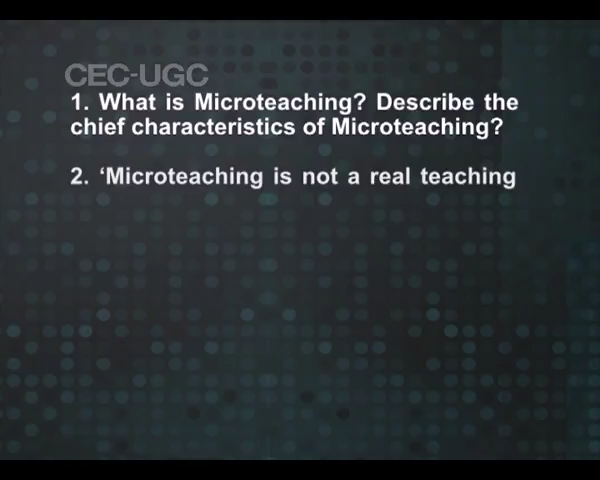 CEC-UGC
1. What is Microteaching? Describe the
chief characteristics of Microteaching?
2. ‘Microteaching is not a real teaching